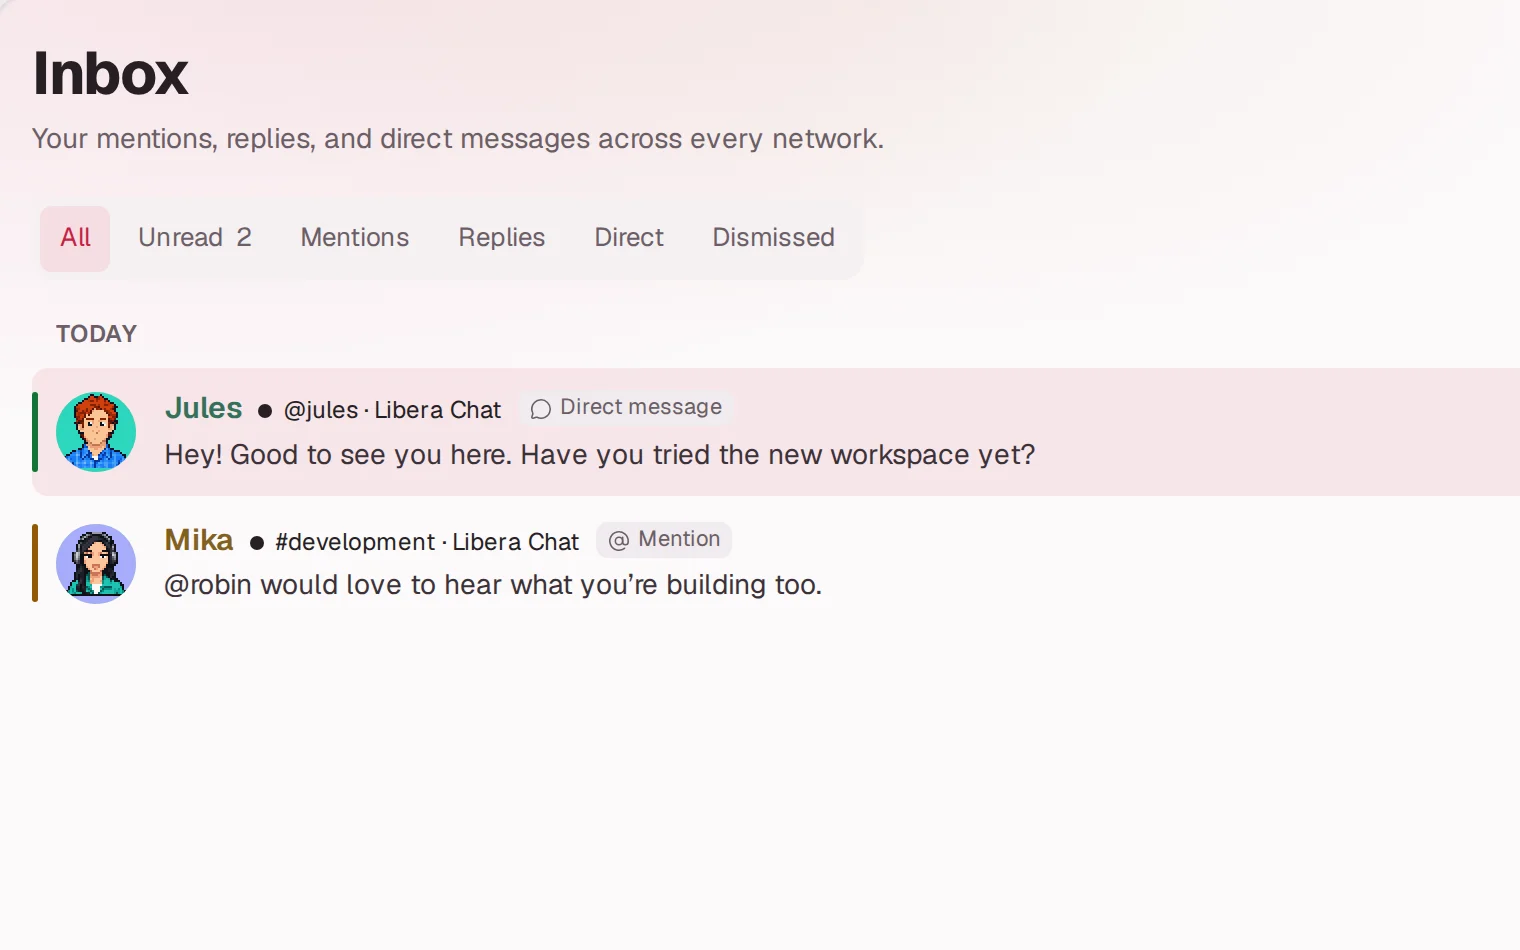 Inbox
Your mentions, replies, and direct messages across every network.
All Unread 2 Mentions Replies Direct Dismissed
TODAY
Jules ● @jules · Libera Chat Direct message
Hey! Good to see you here. Have you tried the new workspace yet?
Mika ● #development · Libera Chat @ Mention
@robin would love to hear what you’re building too.